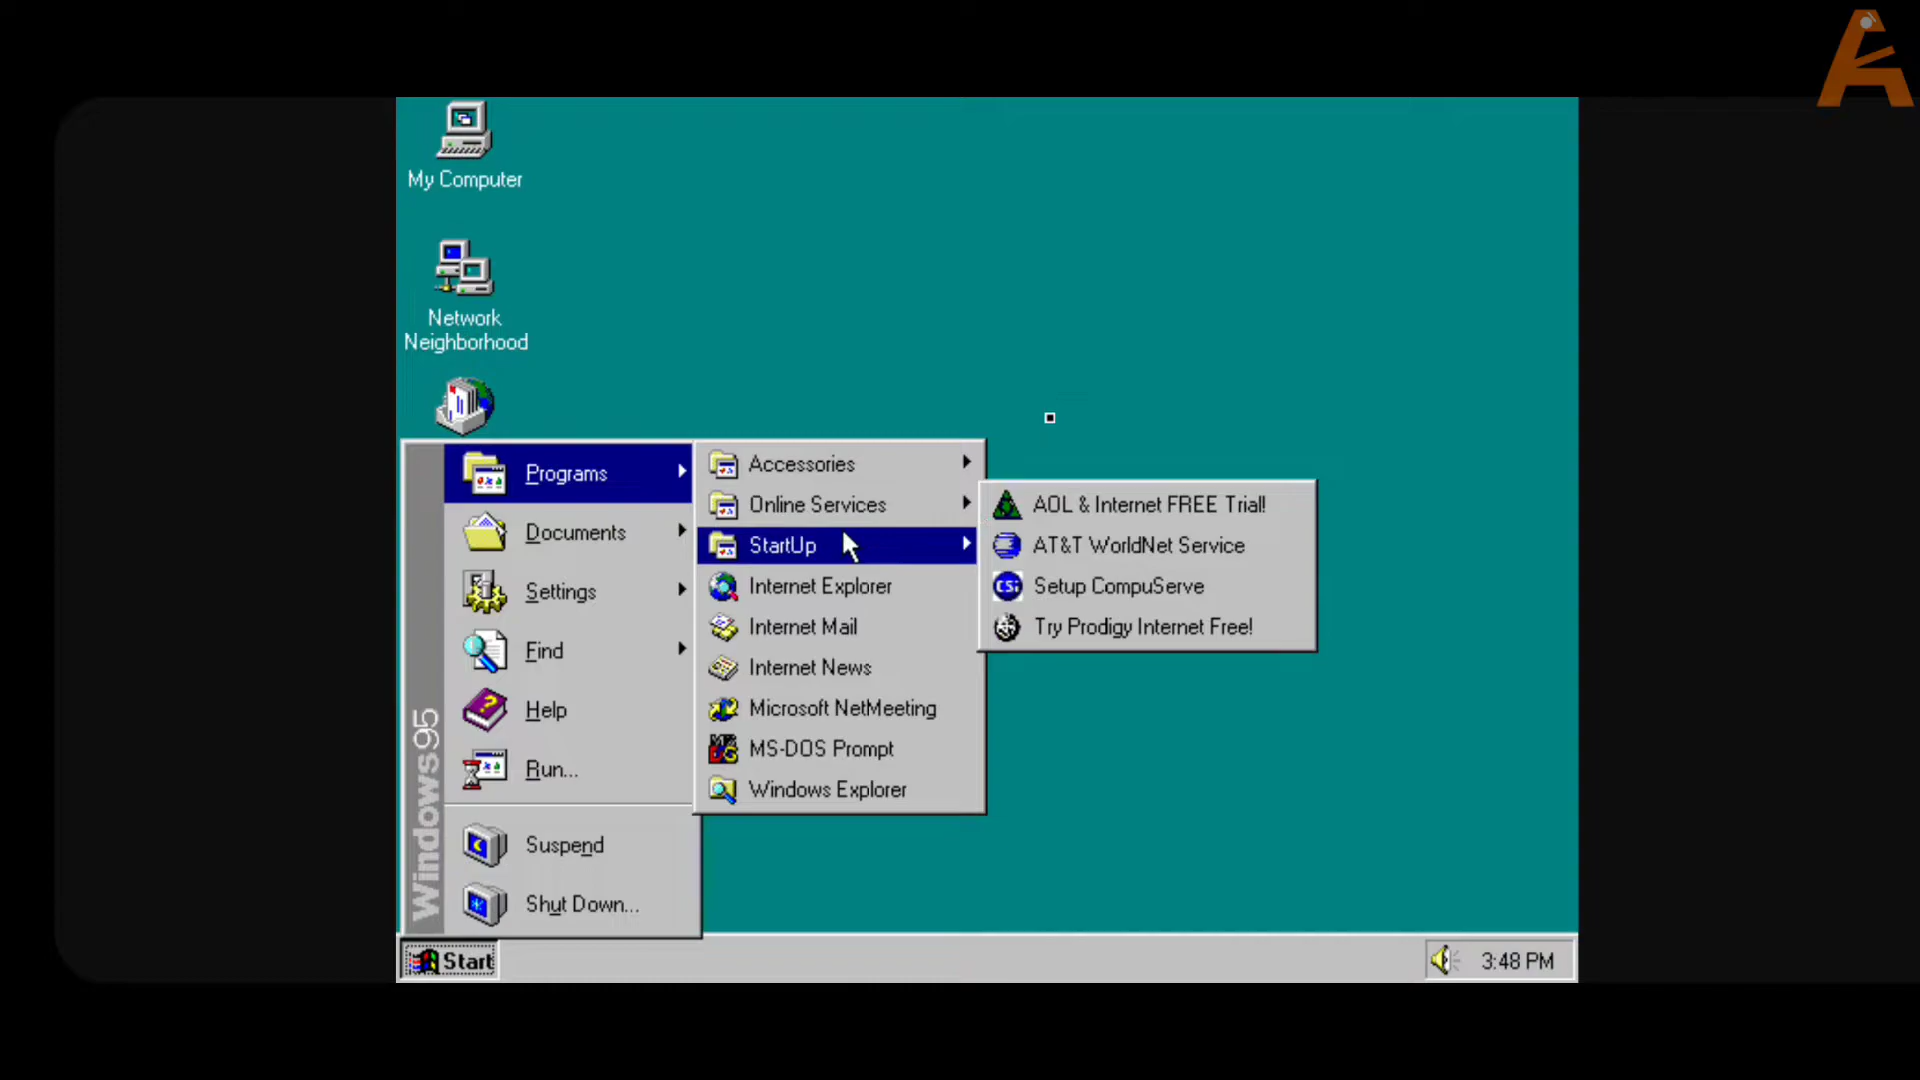 My Computer
Network
Neighborhood
Programs
Documents
Settings
Find
Help
Run...
Suspend
Shut Down...
Windows 95
Accessories
Online Services
StartUp
Internet Explorer
Internet Mail
Internet News
Microsoft NetMeeting
MS-DOS Prompt
Windows Explorer
AOL & Internet FREE Trial!
AT&T WorldNet Service
Setup CompuServe
Try Prodigy Internet Free!
Start
3:48 PM